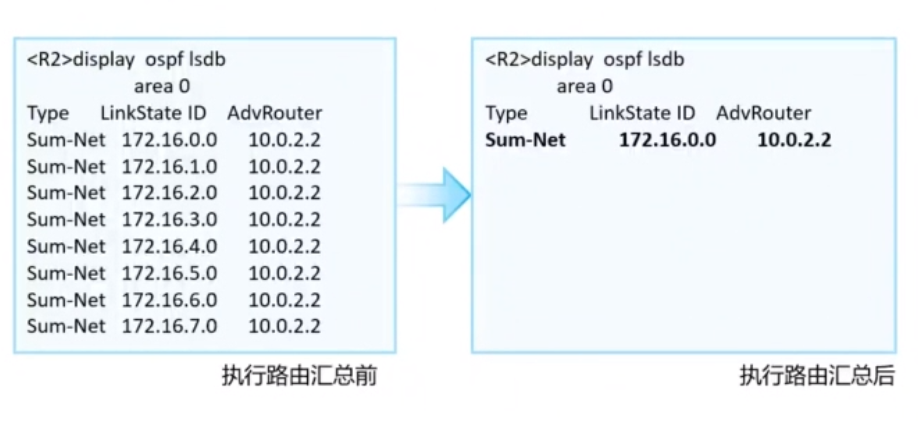 <R2>display ospf lsdb
area 0
Type LinkState ID AdvRouter
Sum-Net 172.16.0.0 10.0.2.2
Sum-Net 172.16.1.0 10.0.2.2
Sum-Net 172.16.2.0 10.0.2.2
Sum-Net 172.16.3.0 10.0.2.2
Sum-Net 172.16.4.0 10.0.2.2
Sum-Net 172.16.5.0 10.0.2.2
Sum-Net 172.16.6.0 10.0.2.2
Sum-Net 172.16.7.0 10.0.2.2
执行路由汇总前
<R2>display ospf lsdb
area 0
Type LinkState ID AdvRouter
Sum-Net 172.16.0.0 10.0.2.2
执行路由汇总后